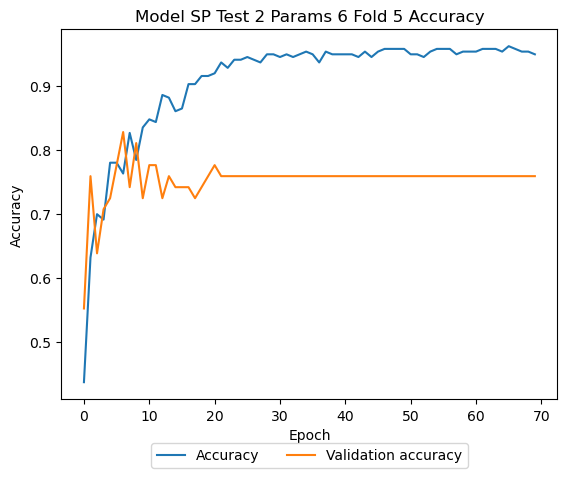 Model SP Test 2 Params 6 Fold 5 Accuracy
0.9
0.8
0.7
0.6
0.5
Accuracy
0 10 20 30 40 50 60 70
Epoch
Accuracy Validation accuracy